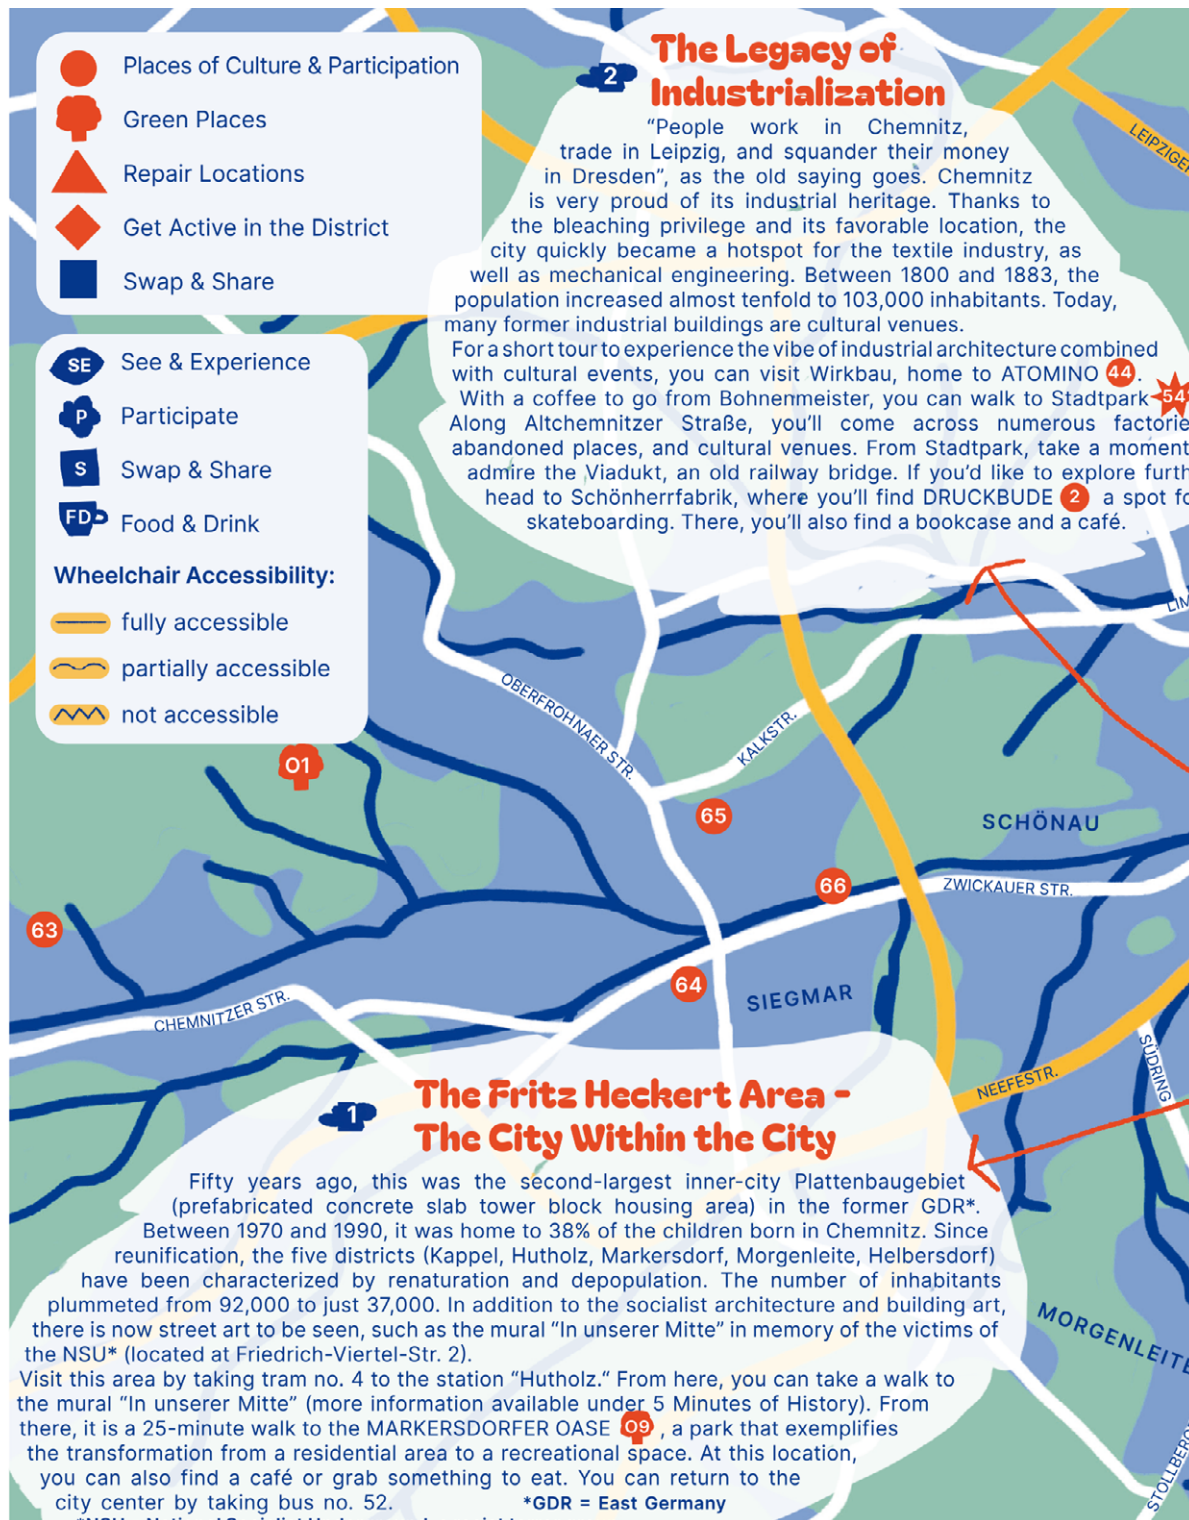 Places of Culture & Participation
Green Places
Repair Locations
Get Active in the District
Swap & Share
SE See & Experience
P Participate
S Swap & Share
FD Food & Drink
Wheelchair Accessibility:
fully accessible
partially accessible
not accessible
2
The Legacy of
Industrialization
“People work in Chemnitz,
trade in Leipzig, and squander their money
in Dresden”, as the old saying goes. Chemnitz
is very proud of its industrial heritage. Thanks to
the bleaching privilege and its favorable location, the
city quickly became a hotspot for the textile industry, as
well as mechanical engineering. Between 1800 and 1883, the
population increased almost tenfold to 103,000 inhabitants. Today,
many former industrial buildings are cultural venues.
For a short tour to experience the vibe of industrial architecture combined
with cultural events, you can visit Wirkbau, home to ATOMINO 44.
With a coffee to go from Bohnenmeister, you can walk to Stadtpark 54
Along Altchemnitzer Straße, you’ll come across numerous factorie
abandoned places, and cultural venues. From Stadtpark, take a moment
admire the Viadukt, an old railway bridge. If you’d like to explore furth
head to Schönherrfabrik, where you’ll find DRUCKBUDE 2 a spot fo
skateboarding. There, you’ll also find a bookcase and a café.
LEIPZIGER
LIM
OBERFROHNAER STR.
KALKSTR.
01
65
SCHÖNAU
66
ZWICKAUER STR.
63
64
SIEGMAR
CHEMNITZER STR.
SÜDRING
NEEFESTR.
1
The Fritz Heckert Area –
The City Within the City
Fifty years ago, this was the second-largest inner-city Plattenbaugebiet
(prefabricated concrete slab tower block housing area) in the former GDR*.
Between 1970 and 1990, it was home to 38% of the children born in Chemnitz. Since
reunification, the five districts (Kappel, Hutholz, Markersdorf, Morgenleite, Helbersdorf)
have been characterized by renaturation and depopulation. The number of inhabitants
plummeted from 92,000 to just 37,000. In addition to the socialist architecture and building art,
there is now street art to be seen, such as the mural “In unserer Mitte” in memory of the victims of
the NSU* (located at Friedrich-Viertel-Str. 2).
Visit this area by taking tram no. 4 to the station “Hutholz.“ From here, you can take a walk to
the mural “In unserer Mitte” (more information available under 5 Minutes of History). From
there, it is a 25-minute walk to the MARKERSDORFER OASE 09 , a park that exemplifies
the transformation from a residential area to a recreational space. At this location,
you can also find a café or grab something to eat. You can return to the
city center by taking bus no. 52.
*GDR = East Germany
MORGENLEITE
STOLLBERG